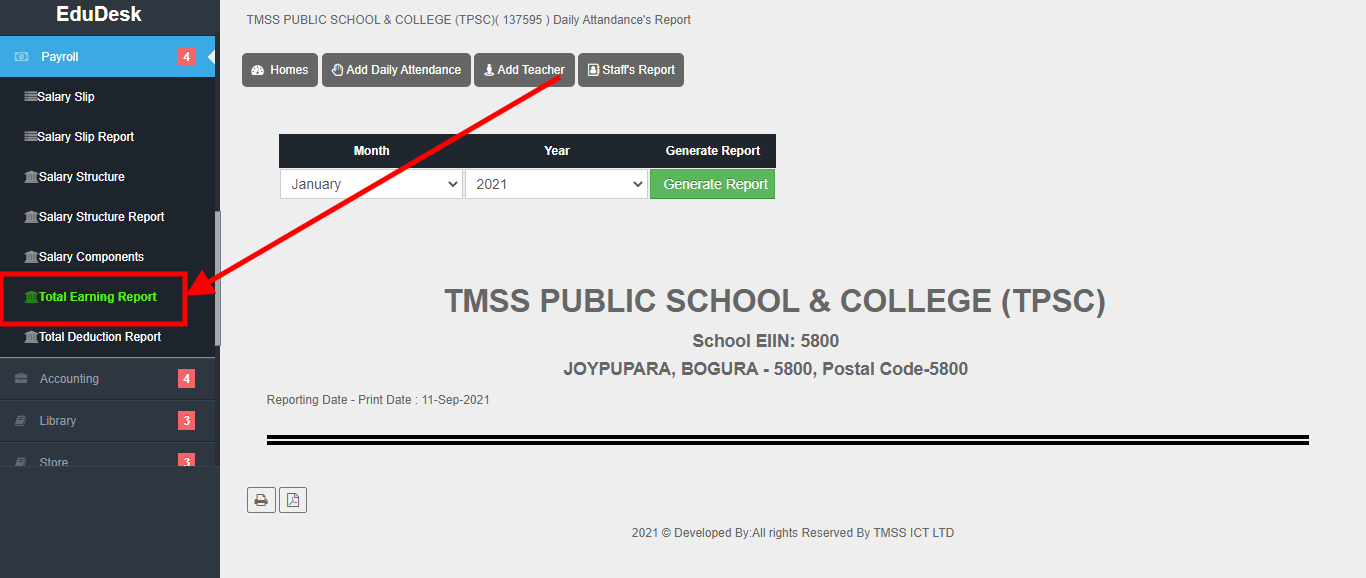 EduDesk
Payroll 4
Salary Slip
Salary Slip Report
Salary Structure
Salary Structure Report
Salary Components
Total Earning Report
Total Deduction Report
Accounting 4
Library 3
Store 3
TMSS PUBLIC SCHOOL & COLLEGE (TPSC)( 137595 ) Daily Attandance's Report
Homes Add Daily Attendance Add Teacher Staff's Report
Month Year Generate Report
January 2021 Generate Report
TMSS PUBLIC SCHOOL & COLLEGE (TPSC)
School EIIN: 5800
JOYPUPARA, BOGURA - 5800, Postal Code-5800
Reporting Date - Print Date : 11-Sep-2021
2021 © Developed By:All rights Reserved By TMSS ICT LTD